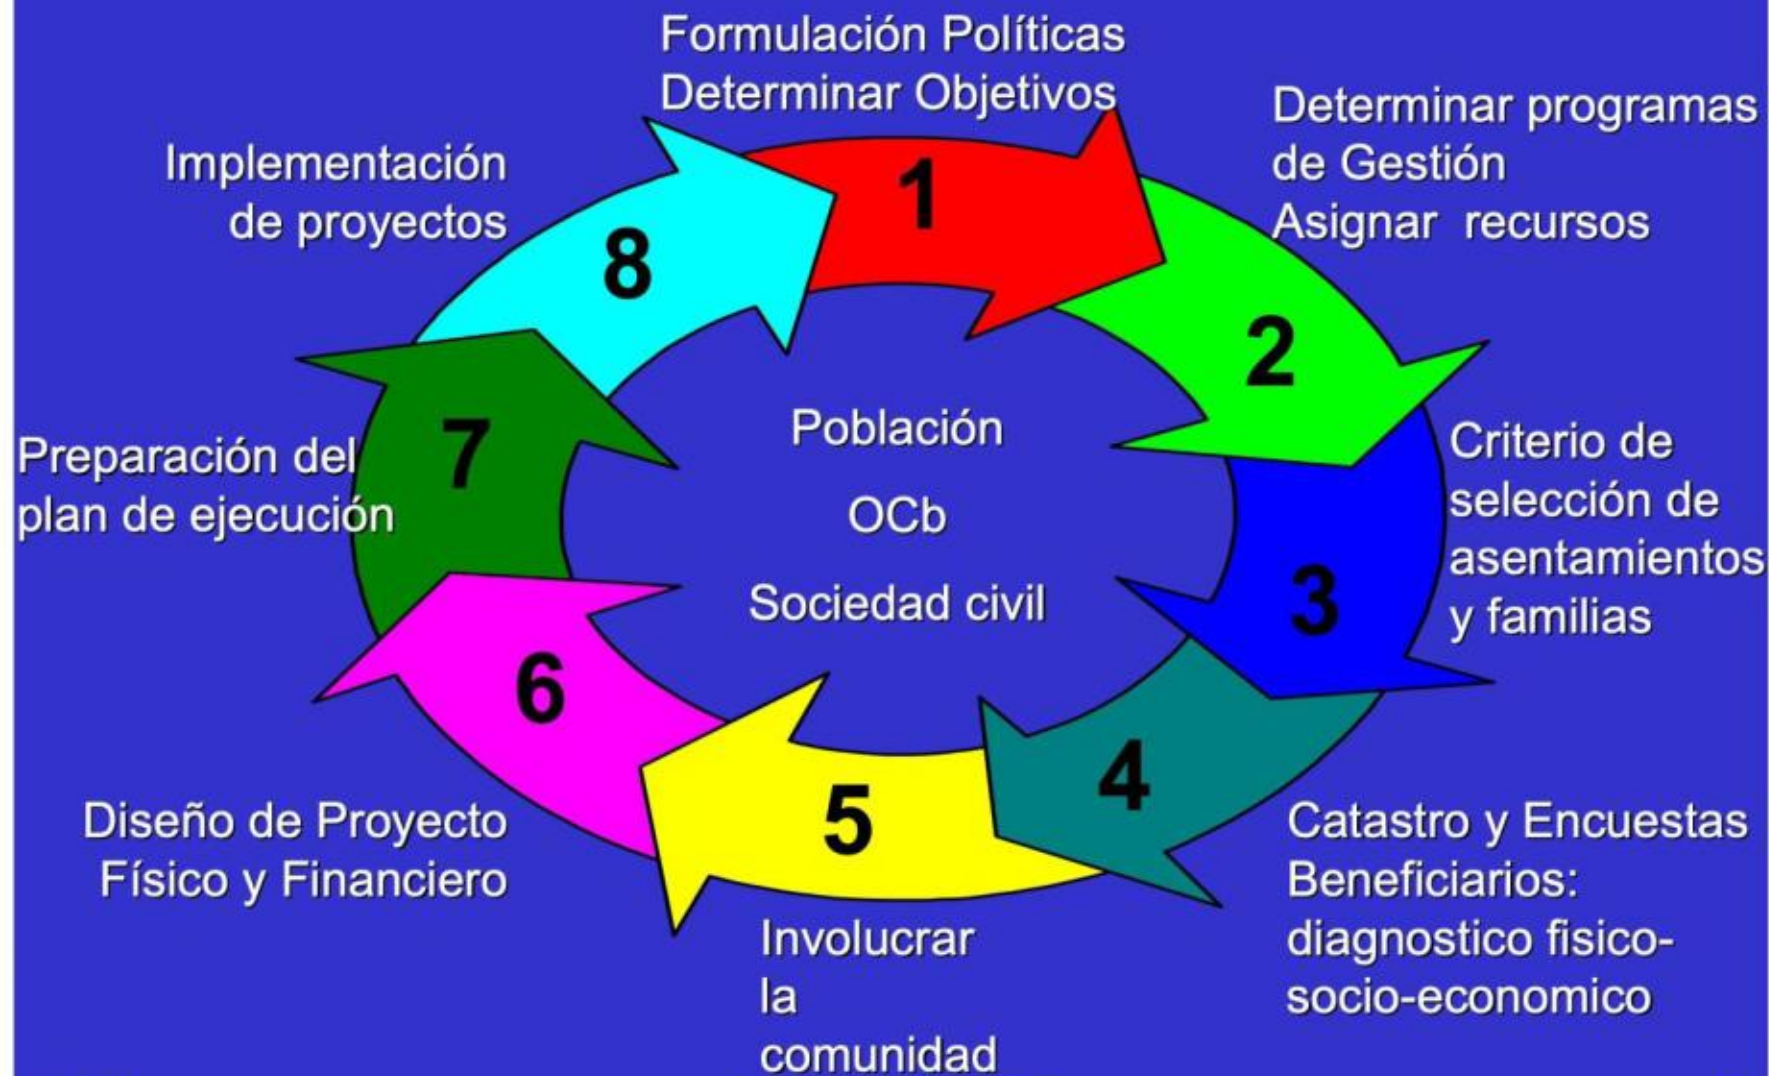 Formulación Políticas
Determinar Objetivos
1
Determinar programas
de Gestión
Asignar recursos
2
Criterio de
selección de
asentamientos
y familias
3
Catastro y Encuestas
Beneficiarios:
diagnostico fisico-
socio-economico
4
Involucrar
la
comunidad
5
Diseño de Proyecto
Físico y Financiero
6
Preparación del
plan de ejecución
7
Implementación
de proyectos
8
Población
OCb
Sociedad civil